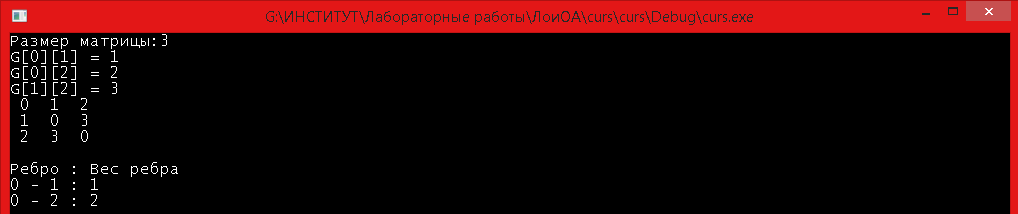 G:\ИНСТИТУТ\Лабораторные работы\ЛоиОА\curs\curs\Debug\curs.exe
Размер матрицы:3
G[0][1] = 1
G[0][2] = 2
G[1][2] = 3
0 1 2
1 0 3
2 3 0
Ребро : Вес ребра
0 - 1 : 1
0 - 2 : 2